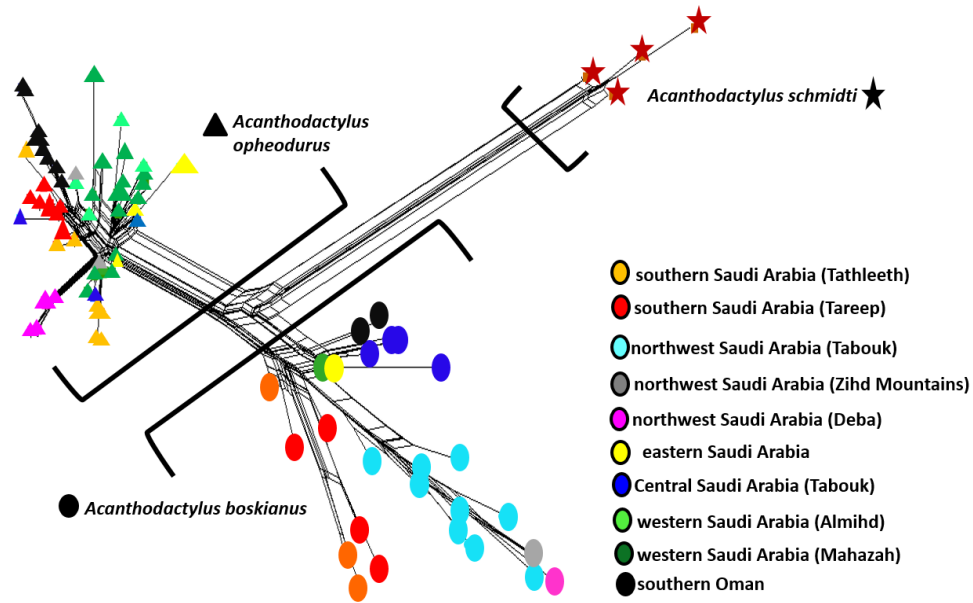 Acanthodactylus schmidti
Acanthodactylus
opheodurus
southern Saudi Arabia (Tathleeth)
southern Saudi Arabia (Tareep)
northwest Saudi Arabia (Tabouk)
northwest Saudi Arabia (Zihd Mountains)
northwest Saudi Arabia (Deba)
eastern Saudi Arabia
Central Saudi Arabia (Tabouk)
western Saudi Arabia (Almihd)
western Saudi Arabia (Mahazah)
southern Oman
Acanthodactylus boskianus